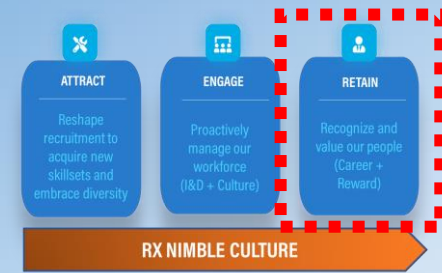 ATTRACT
Reshape
recruitment to
acquire new
skillsets and
embrace diversity
ENGAGE
Proactively
manage our
workforce
(I&D + Culture)
RETAIN
Recognize and
value our people
(Career +
Reward)
RX NIMBLE CULTURE